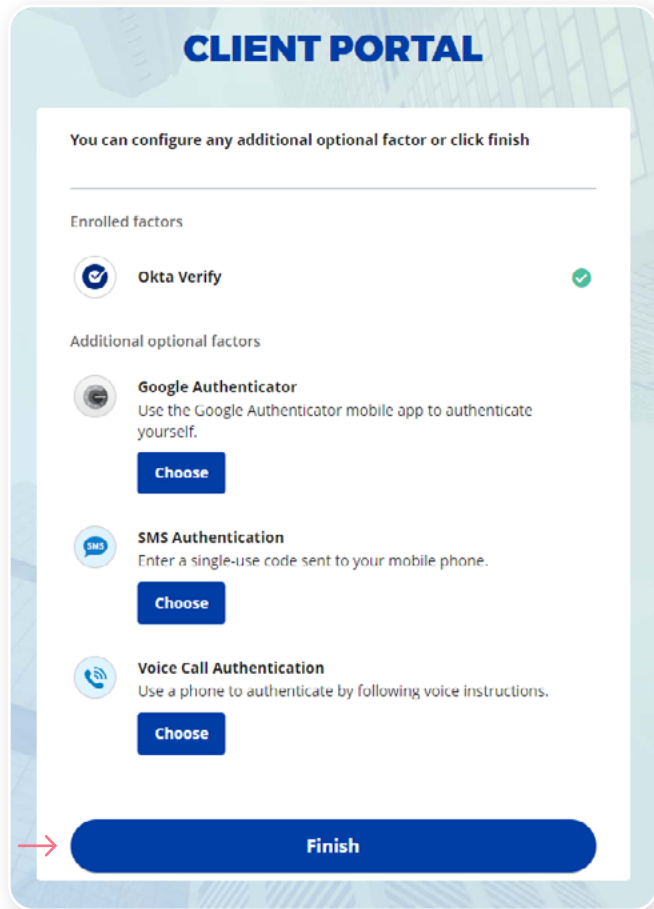 CLIENT PORTAL
You can configure any additional optional factor or click finish
Enrolled factors
Okta Verify
Additional optional factors
Google Authenticator
Use the Google Authenticator mobile app to authenticate
yourself.
Choose
SMS
SMS Authentication
Enter a single-use code sent to your mobile phone.
Choose
Voice Call Authentication
Use a phone to authenticate by following voice instructions.
Choose
Finish